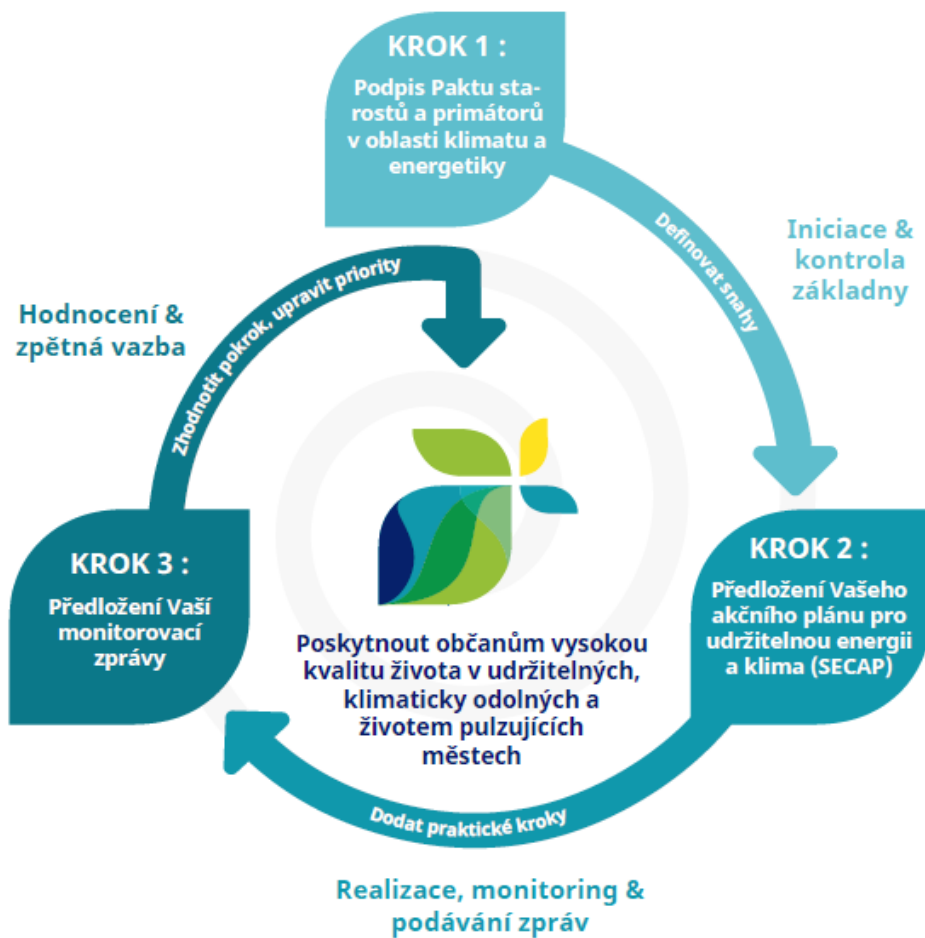 KROK 1 :
Podpis Paktu sta-
rostů a primátorů
v oblasti klimatu a
energetiky
Definovat snahy
Iniciace &
kontrola
základny
KROK 2 :
Předložení Vašeho
akčního plánu pro
udržitelnou energii
a klima (SECAP)
Dodat praktické kroky
Realizace, monitoring &
podávání zpráv
KROK 3 :
Předložení Vaší
monitorovací
zprávy
Zhodnotit pokrok, upravit priority
Hodnocení &
zpětná vazba
Poskytnout občanům vysokou
kvalitu života v udržitelných,
klimaticky odolných a
životem pulzujících
městech